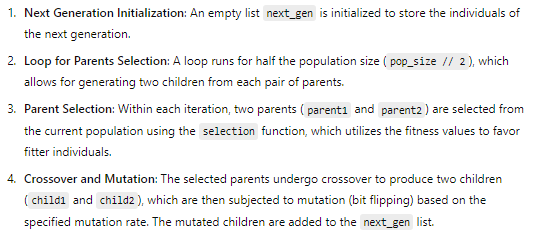 1. Next Generation Initialization: An empty list next_gen is initialized to store the individuals of
the next generation.
2. Loop for Parents Selection: A loop runs for half the population size ( pop_size // 2 ), which
allows for generating two children from each pair of parents.
3. Parent Selection: Within each iteration, two parents ( parent1 and parent2 ) are selected from
the current population using the selection function, which utilizes the fitness values to favor
fitter individuals.
4. Crossover and Mutation: The selected parents undergo crossover to produce two children
( child1 and child2 ), which are then subjected to mutation (bit flipping) based on the
specified mutation rate. The mutated children are added to the next_gen list.